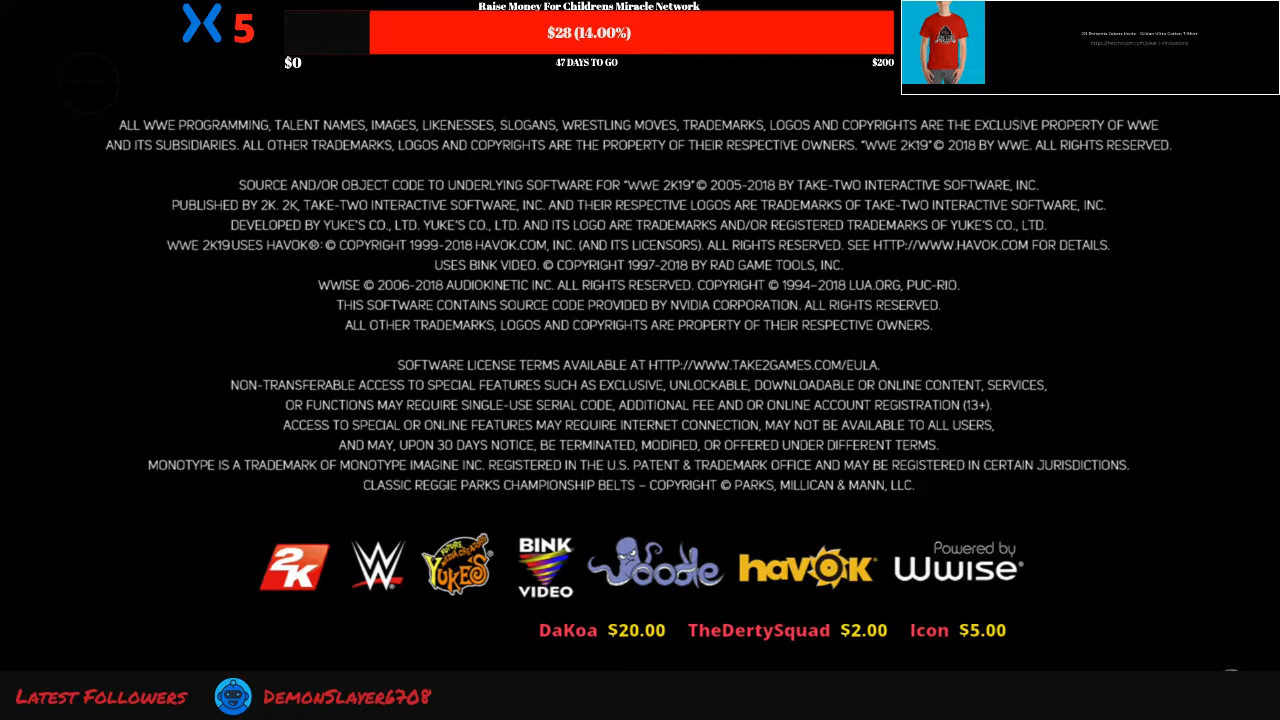 Raise Money For Childrens Miracle Network
5
$28 (14.00%)
$0
47 DAYS TO GO
$200
ALL WWE PROGRAMMING, TALENT NAMES, IMAGES, LIKENESSES, SLOGANS, WRESTLING MOVES, TRADEMARKS, LOGOS AND COPYRIGHTS ARE THE EXCLUSIVE PROPERTY OF WWE
AND ITS SUBSIDIARIES. ALL OTHER TRADEMARKS, LOGOS AND COPYRIGHTS ARE THE PROPERTY OF THEIR RESPECTIVE OWNERS. “WWE 2K19” © 2018 BY WWE. ALL RIGHTS RESERVED.
SOURCE AND/OR OBJECT CODE TO UNDERLYING SOFTWARE FOR “WWE 2K19” © 2005-2018 BY TAKE-TWO INTERACTIVE SOFTWARE, INC.
PUBLISHED BY 2K. 2K, TAKE-TWO INTERACTIVE SOFTWARE, INC. AND THEIR RESPECTIVE LOGOS ARE TRADEMARKS OF TAKE-TWO INTERACTIVE SOFTWARE, INC.
DEVELOPED BY YUKE'S CO., LTD. YUKE'S CO., LTD. AND ITS LOGO ARE TRADEMARKS AND/OR REGISTERED TRADEMARKS OF YUKE'S CO., LTD.
WWE 2K19 USES HAVOK®: © COPYRIGHT 1999-2018 HAVOK.COM, INC. (AND ITS LICENSORS). ALL RIGHTS RESERVED. SEE HTTP://WWW.HAVOK.COM FOR DETAILS.
USES BINK VIDEO. © COPYRIGHT 1997-2018 BY RAD GAME TOOLS, INC.
WWISE © 2006-2018 AUDIOKINETIC INC. ALL RIGHTS RESERVED. COPYRIGHT © 1994–2018 LUA.ORG, PUC-RIO.
THIS SOFTWARE CONTAINS SOURCE CODE PROVIDED BY NVIDIA CORPORATION. ALL RIGHTS RESERVED.
ALL OTHER TRADEMARKS, LOGOS AND COPYRIGHTS ARE PROPERTY OF THEIR RESPECTIVE OWNERS.
SOFTWARE LICENSE TERMS AVAILABLE AT HTTP://WWW.TAKE2GAMES.COM/EULA.
NON-TRANSFERABLE ACCESS TO SPECIAL FEATURES SUCH AS EXCLUSIVE, UNLOCKABLE, DOWNLOADABLE OR ONLINE CONTENT, SERVICES,
OR FUNCTIONS MAY REQUIRE SINGLE-USE SERIAL CODE, ADDITIONAL FEE AND OR ONLINE ACCOUNT REGISTRATION (13+).
ACCESS TO SPECIAL OR ONLINE FEATURES MAY REQUIRE INTERNET CONNECTION, MAY NOT BE AVAILABLE TO ALL USERS,
AND MAY, UPON 30 DAYS NOTICE, BE TERMINATED, MODIFIED, OR OFFERED UNDER DIFFERENT TERMS.
MONOTYPE IS A TRADEMARK OF MONOTYPE IMAGINE INC. REGISTERED IN THE U.S. PATENT & TRADEMARK OFFICE AND MAY BE REGISTERED IN CERTAIN JURISDICTIONS.
CLASSIC REGGIE PARKS CHAMPIONSHIP BELTS – COPYRIGHT © PARKS, MILLICAN & MANN, LLC.
2K W FUTURE MEDIA CREATOR YUKE'S BINK VIDEO Oodle havok Powered by Wwise
DaKoa $20.00 TheDertySquad $2.00 Icon $5.00
Latest Followers DemonSlayer6708